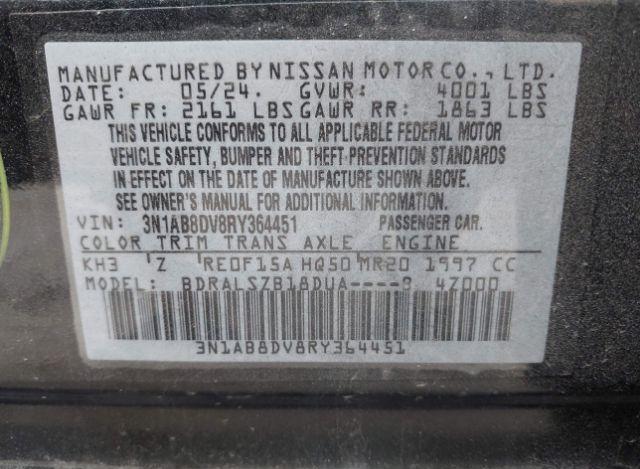 MANUFACTURED BY NISSAN MOTOR CO., LTD.
DATE: 05/24. GVWR: 4001 LBS
GAWR FR: 2161 LBS GAWR RR: 1863 LBS
THIS VEHICLE CONFORMS TO ALL APPLICABLE FEDERAL MOTOR
VEHICLE SAFETY, BUMPER AND THEFT PREVENTION STANDARDS
IN EFFECT ON THE DATE OF MANUFACTURE SHOWN ABOVE.
SEE OWNER'S MANUAL FOR ADDITIONAL INFORMATION.
VIN: 3N1AB8DV8RY364451 PASSENGER CAR.
COLOR TRIM TRANS AXLE ENGINE
KH3 Z RE0F15A HQ50 MR20 1997 CC
MODEL: BDRALSZB18DUA----8 4Z000
3N1AB8DV8RY364451